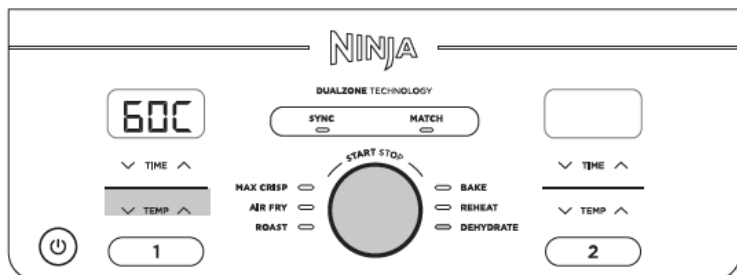 NINJA
DUALZONE TECHNOLOGY
60C
SYNC MATCH
START STOP
TIME
TIME
MAX CRISP
BAKE
TEMP
AIR FRY
REHEAT
TEMP
ROAST
DEHYDRATE
1
2